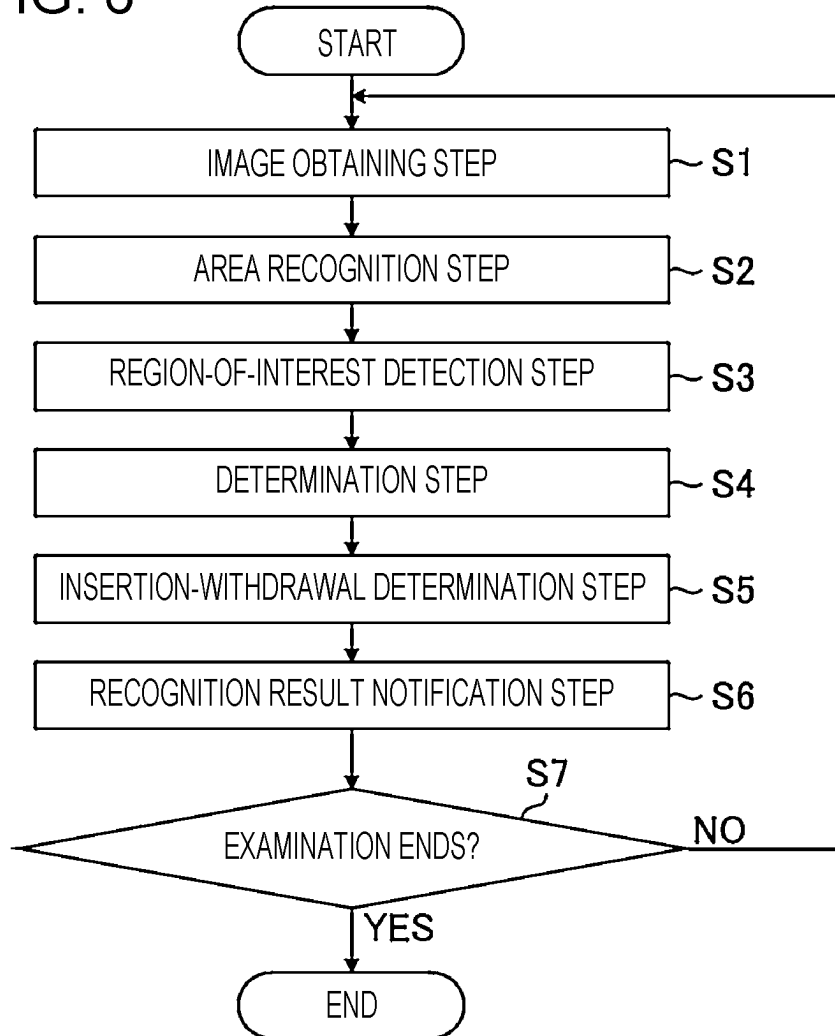 START
IMAGE OBTAINING STEP
S1
AREA RECOGNITION STEP
S2
REGION-OF-INTEREST DETECTION STEP
S3
DETERMINATION STEP
S4
INSERTION-WITHDRAWAL DETERMINATION STEP
S5
RECOGNITION RESULT NOTIFICATION STEP
S6
S7
EXAMINATION ENDS?
NO
YES
END